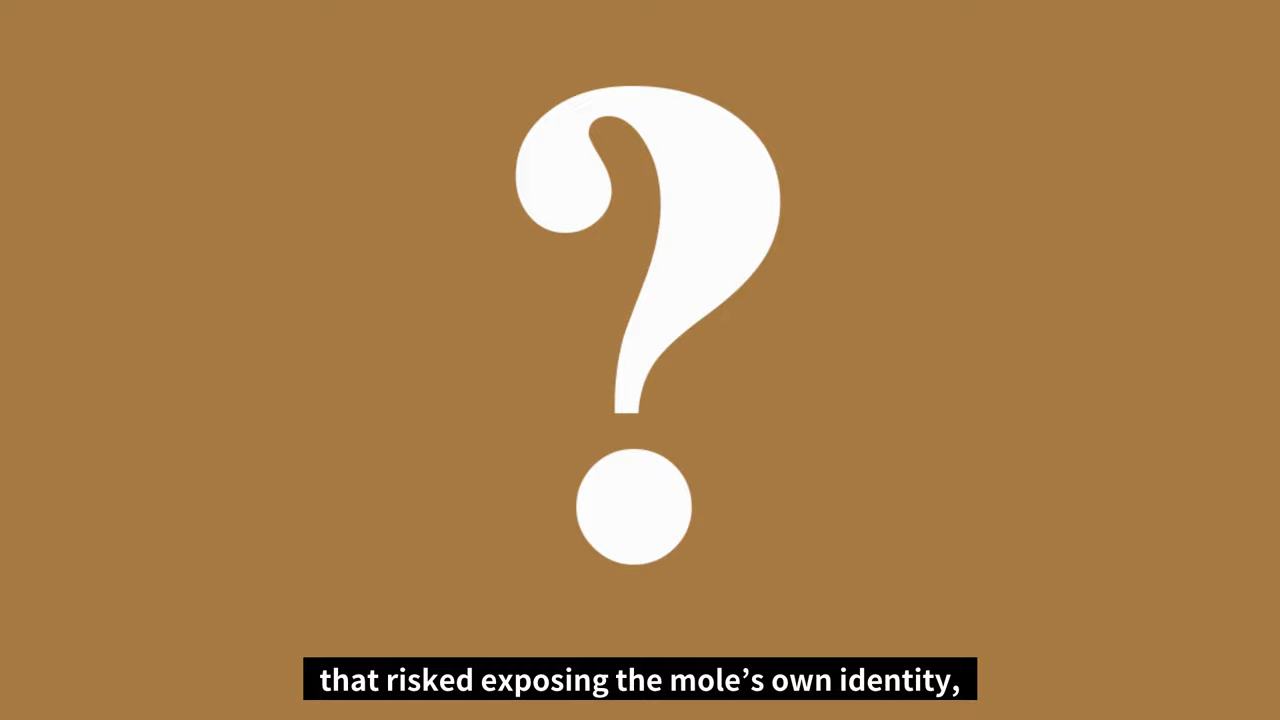 ?
that risked exposing the mole’s own identity,